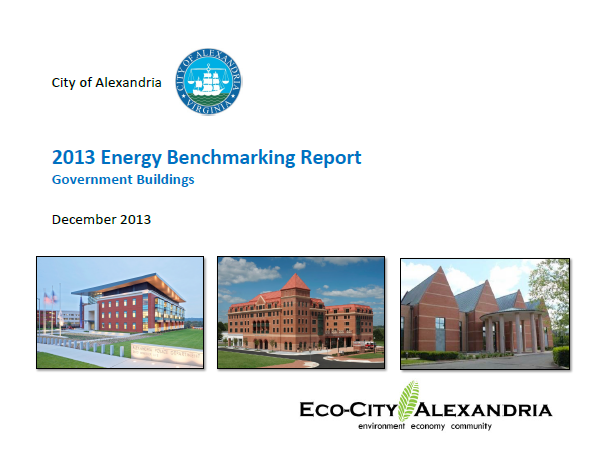 City of Alexandria
CITY OF ALEXANDRIA
VIRGINIA
2013 Energy Benchmarking Report
Government Buildings
December 2013
ECO-CITY ALEXANDRIA
environment economy community